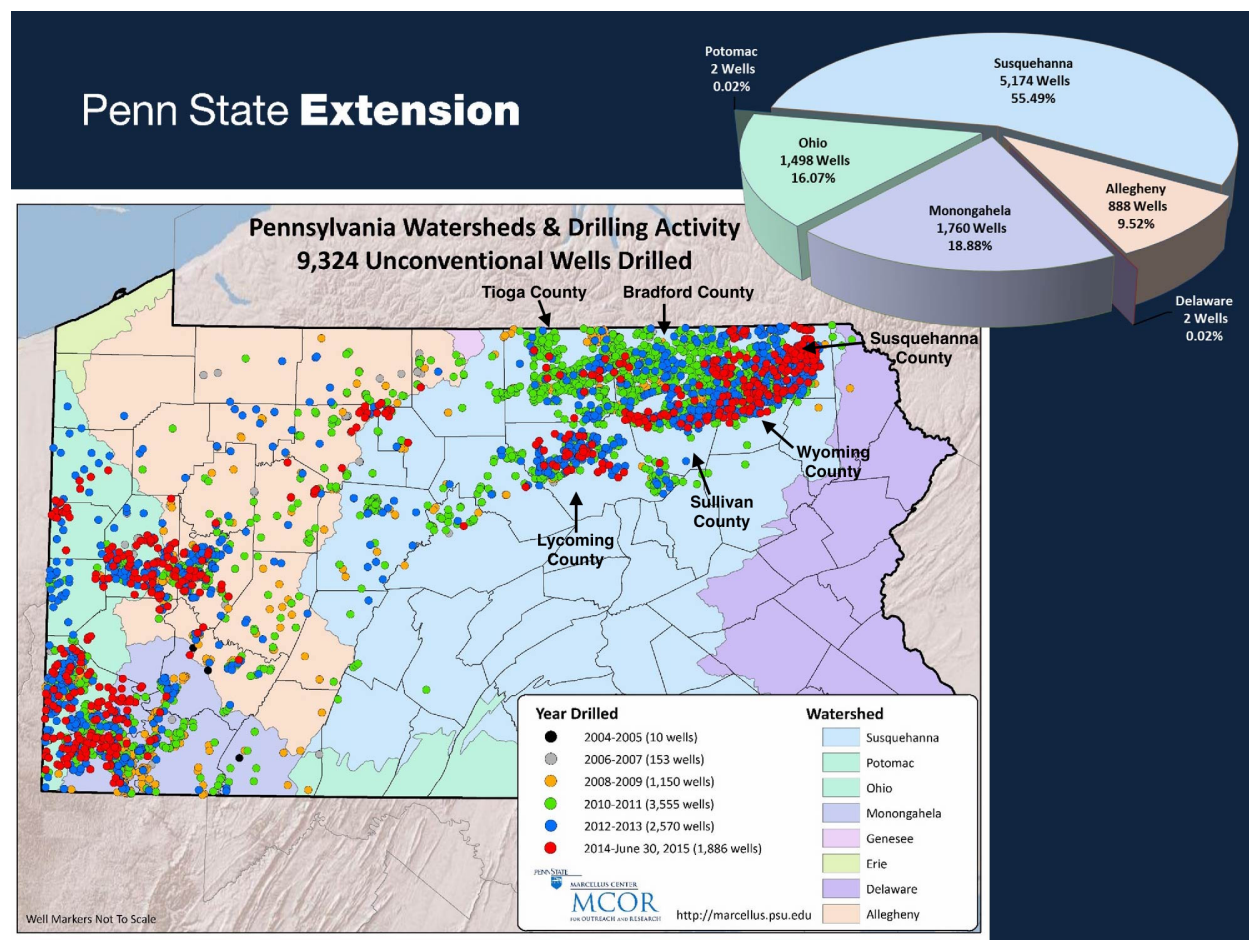 Penn State Extension
Potomac
2 Wells
0.02%
Susquehanna
5,174 Wells
55.49%
Ohio
1,498 Wells
16.07%
Monongahela
1,760 Wells
18.88%
Allegheny
888 Wells
9.52%
Delaware
2 Wells
0.02%
Pennsylvania Watersheds & Drilling Activity
9,324 Unconventional Wells Drilled
Tioga County
Bradford County
Susquehanna
County
Wyoming
County
Sullivan
County
Lycoming
County
Year Drilled
2004-2005 (10 wells)
2006-2007 (153 wells)
2008-2009 (1,150 wells)
2010-2011 (3,555 wells)
2012-2013 (2,570 wells)
2014-June 30, 2015 (1,886 wells)
Watershed
Susquehanna
Potomac
Ohio
Monongahela
Genesee
Erie
Delaware
Allegheny
PENNSTATE
MARCELLUS CENTER
MCOR
FOR OUTREACH AND RESEARCH
http://marcellus.psu.edu
Well Markers Not To Scale